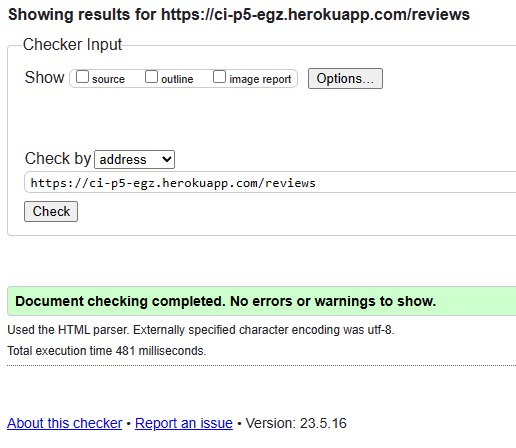 Showing results for https://ci-p5-egz.herokuapp.com/reviews
Checker Input
Show source outline image report Options...
Check by address
https://ci-p5-egz.herokuapp.com/reviews
Check
Document checking completed. No errors or warnings to show.
Used the HTML parser. Externally specified character encoding was utf-8.
Total execution time 481 milliseconds.
About this checker • Report an issue • Version: 23.5.16